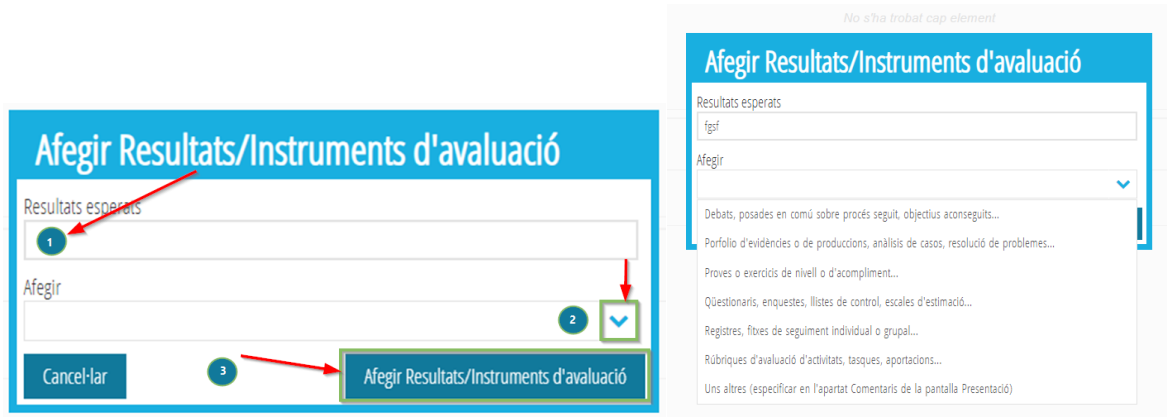 Afegir Resultats/Instruments d'avaluació
Resultats esperats
1
Afegir
2
Cancel·lar
3
Afegir Resultats/Instruments d'avaluació
No s'ha trobat cap element
Afegir Resultats/Instruments d'avaluació
Resultats esperats
fgsf
Afegir
Debats, posades en comú sobre procés seguit, objectius aconseguits...
Porfolio d'evidències o de produccions, anàlisis de casos, resolució de problemes...
Proves o exercicis de nivell o d'acompliment...
Qüestionaris, enquestes, llistes de control, escales d'estimació...
Registres, fitxes de seguiment individual o grupal...
Rúbriques d'avaluació d'activitats, tasques, aportacions...
Uns altres (especificar en l'apartat Comentaris de la pantalla Presentació)